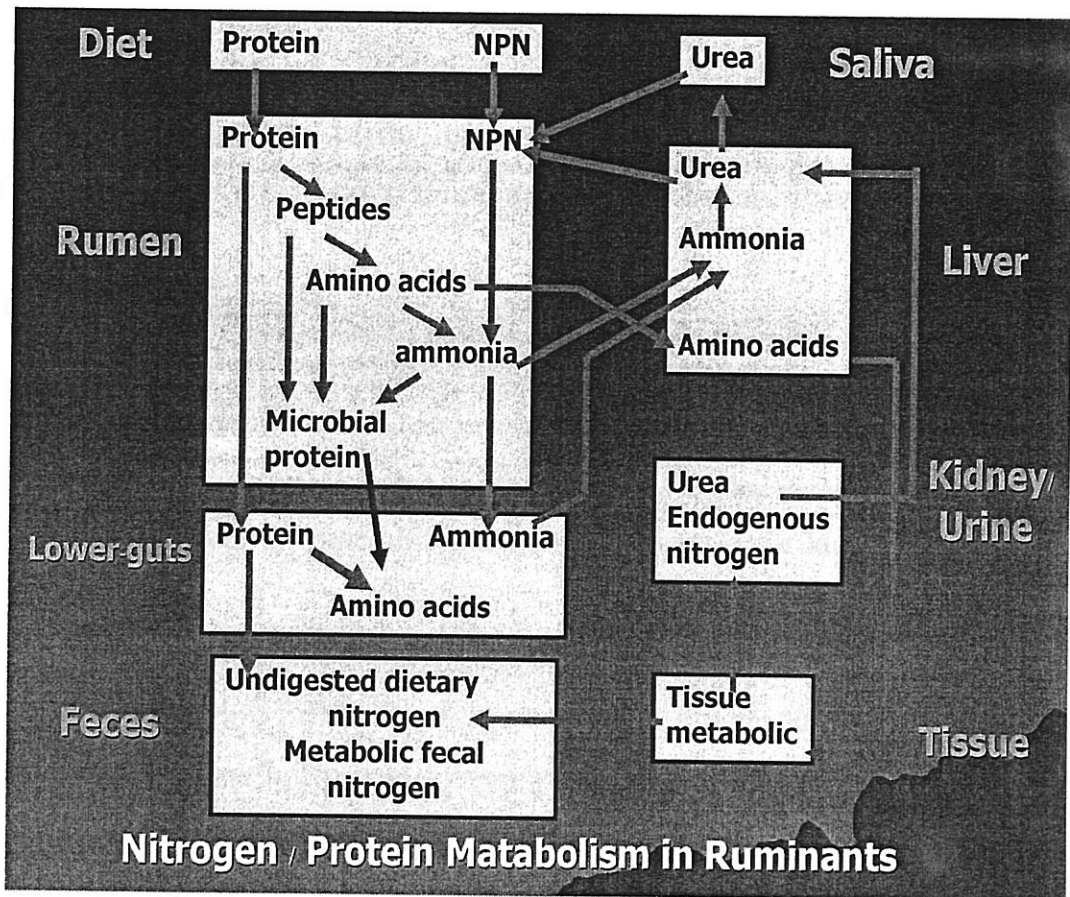 Diet
Protein NPN
Urea
Saliva
Rumen
Protein NPN
Peptides
Amino acids
ammonia
Microbial
protein
Urea
Ammonia
Amino acids
Liver
Lower-guts
Protein Ammonia
Amino acids
Urea
Endogenous
nitrogen
Kidney/
Urine
Feces
Undigested dietary
nitrogen
Metabolic fecal
nitrogen
Tissue
metabolic
Tissue
Nitrogen / Protein Matabolism in Ruminants